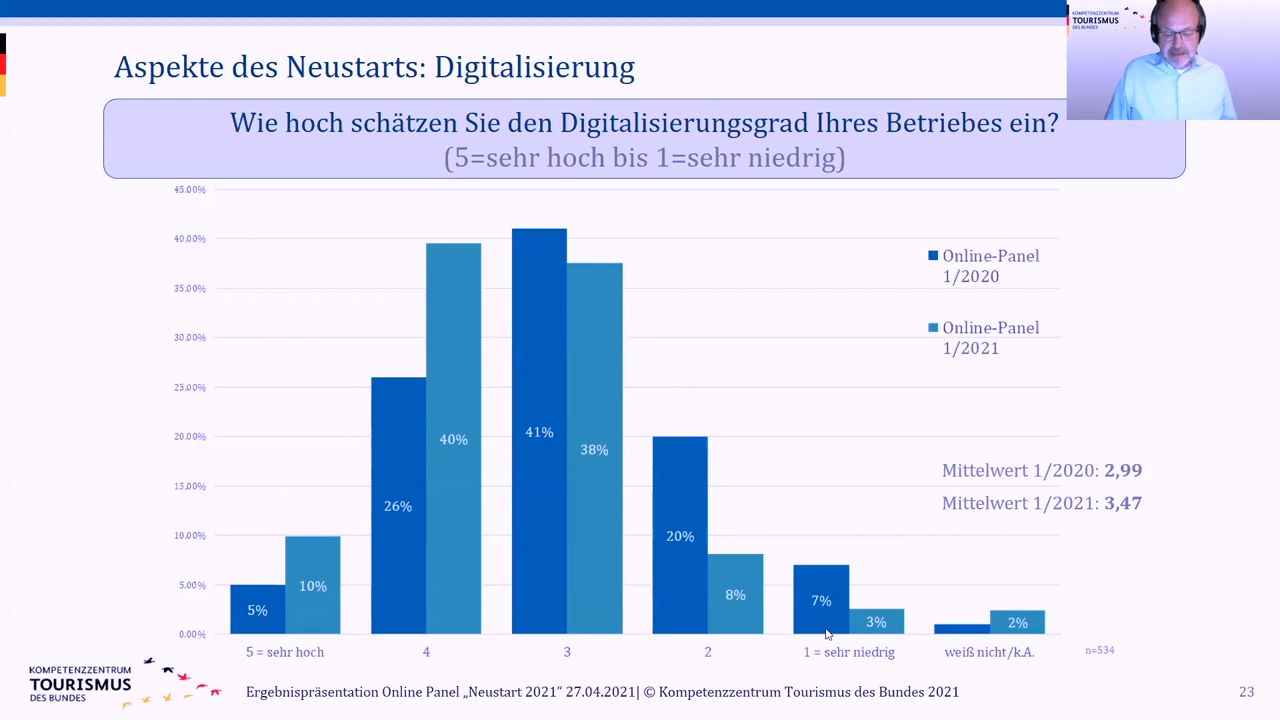 KOMPETENZZENTRUM
TOURISMUS
DES BUNDES
Aspekte des Neustarts: Digitalisierung
Wie hoch schätzen Sie den Digitalisierungsgrad Ihres Betriebes ein?
(5=sehr hoch bis 1=sehr niedrig)
45.00%
40.00%
35.00%
30.00%
25.00%
20.00%
15.00%
10.00%
5.00%
0.00%
5%
10%
26%
40%
41%
38%
20%
8%
7%
3%
2%
Online-Panel
1/2020
Online-Panel
1/2021
Mittelwert 1/2020: 2,99
Mittelwert 1/2021: 3,47
5 = sehr hoch
4
3
2
1 = sehr niedrig
weiß nicht/k.A.
n=534
KOMPETENZZENTRUM
TOURISMUS
DES BUNDES
Ergebnispräsentation Online Panel „Neustart 2021“ 27.04.2021| © Kompetenzzentrum Tourismus des Bundes 2021
23